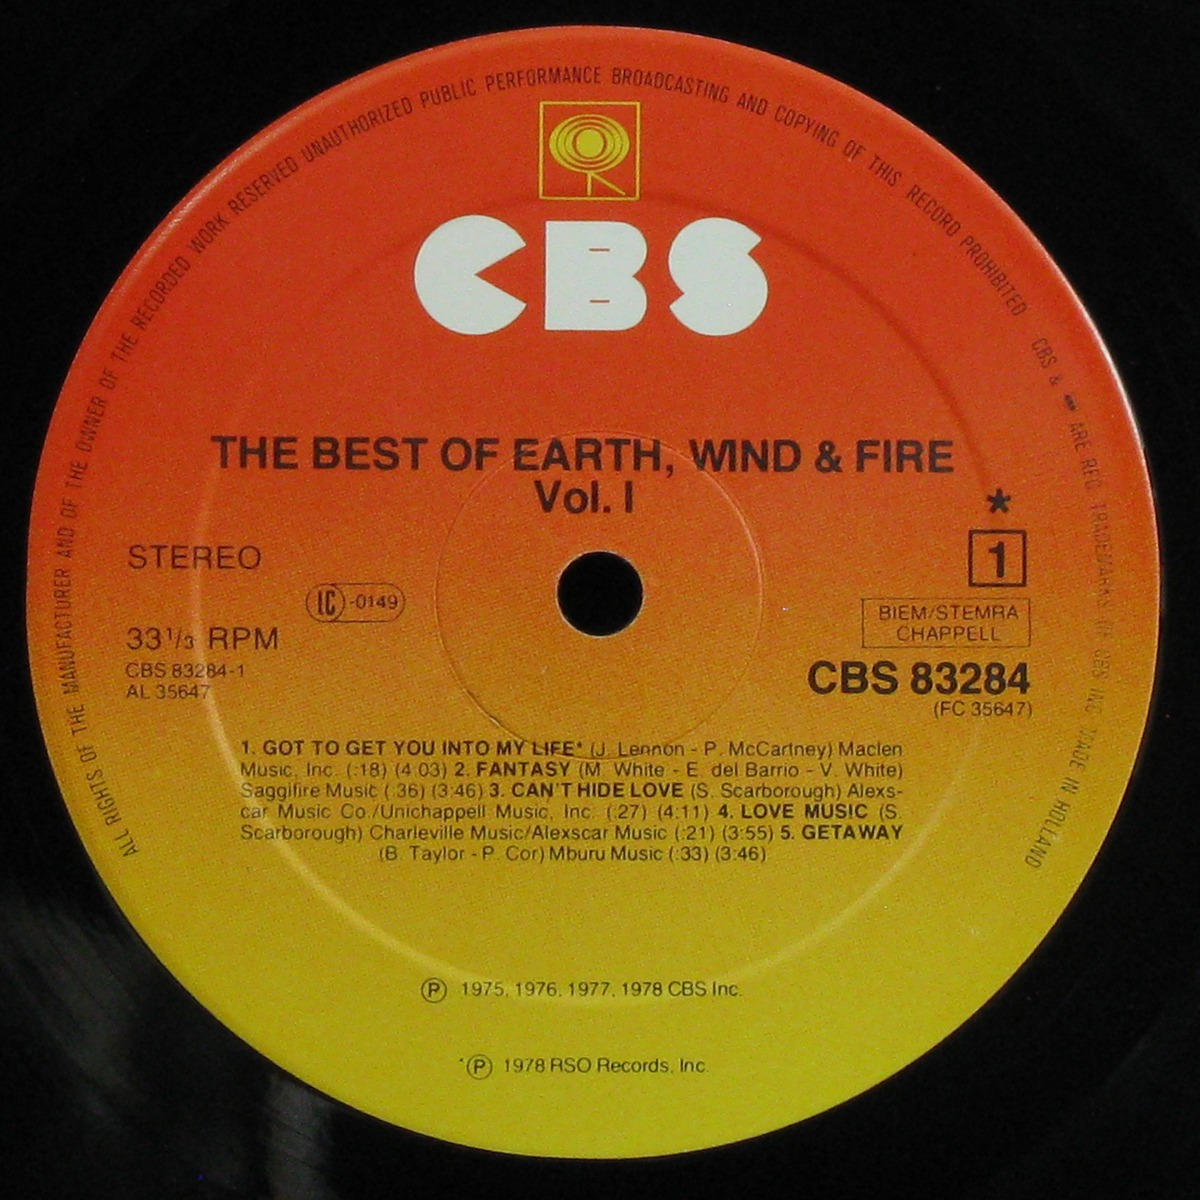 ALL RIGHTS OF THE MANUFACTURER AND OF THE OWNER OF THE RECORDED WORK RESERVED UNAUTHORIZED PUBLIC PERFORMANCE BROADCASTING AND COPYING OF THIS RECORD PROHIBITED CBS & ARE REG. TRADEMARKS OF CBS INC. MADE IN HOLLAND
CBS
THE BEST OF EARTH, WIND & FIRE
Vol. I
*
STEREO
1
IC -0149
BIEM/STEMRA
CHAPPELL
33 1/3 RPM
CBS 83284-1
AL 35647
CBS 83284
(FC 35647)
1. GOT TO GET YOU INTO MY LIFE* (J. Lennon - P. McCartney) Maclen
Music, Inc. (:18) (4:03) 2. FANTASY (M. White - E. del Barrio - V. White)
Saggifire Music (:36) (3:46) 3. CAN'T HIDE LOVE (S. Scarborough) Alexs-
car Music Co./Unichappell Music, Inc. (:27) (4:11) 4. LOVE MUSIC (S.
Scarborough) Charleville Music/Alexscar Music (:21) (3:55) 5. GETAWAY
(B. Taylor - P. Cor) Mburu Music (:33) (3:46)
℗ 1975, 1976, 1977, 1978 CBS Inc.
*℗ 1978 RSO Records, Inc.